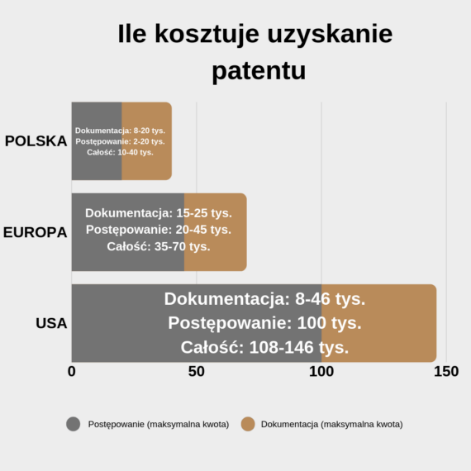 Ile kosztuje uzyskanie
patentu
POLSKA
Dokumentacja: 8-20 tys.
Postępowanie: 2-20 tys.
Całość: 10-40 tys.
EUROPA
Dokumentacja: 15-25 tys.
Postępowanie: 20-45 tys.
Całość: 35-70 tys.
USA
Dokumentacja: 8-46 tys.
Postępowanie: 100 tys.
Całość: 108-146 tys.
0 50 100 150
Postępowanie (maksymalna kwota) Dokumentacja (maksymalna kwota)